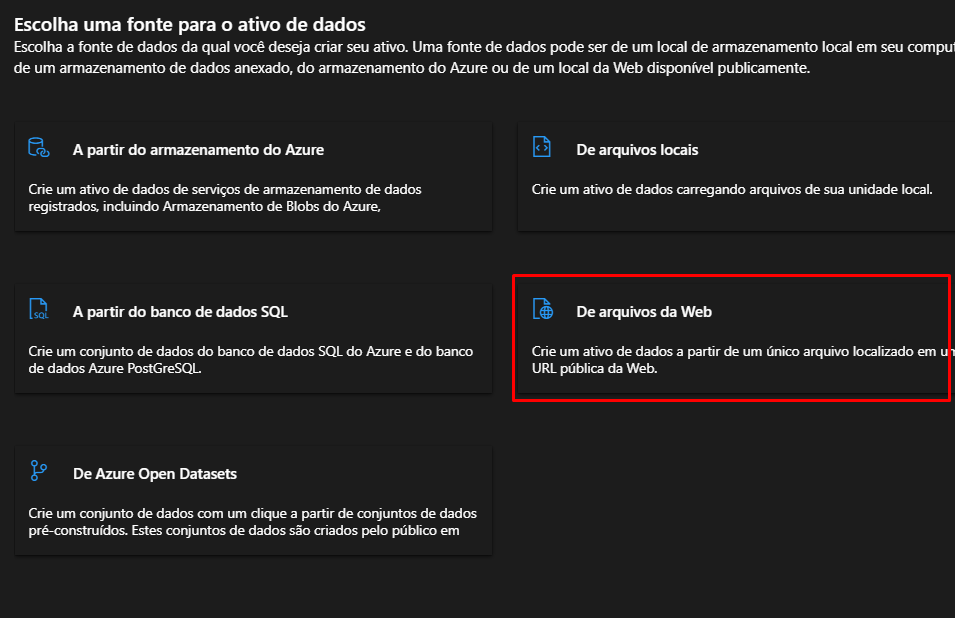 Escolha uma fonte para o ativo de dados
Escolha a fonte de dados da qual você deseja criar seu ativo. Uma fonte de dados pode ser de um local de armazenamento local em seu
de um armazenamento de dados anexado, do armazenamento do Azure ou de um local da Web disponível publicamente.
A partir do armazenamento do Azure
Crie um ativo de dados de serviços de armazenamento de dados
registrados, incluindo Armazenamento de Blobs do Azure,
De arquivos locais
Crie um ativo de dados carregando arquivos de sua unidade local.
SQL
A partir do banco de dados SQL
Crie um conjunto de dados do banco de dados SQL do Azure e do banco
de dados Azure PostGreSQL.
De arquivos da Web
Crie um ativo de dados a partir de um único arquivo localizado em
URL pública da Web.
De Azure Open Datasets
Crie um conjunto de dados com um clique a partir de conjuntos de dados
pré-construídos. Estes conjuntos de dados são criados pelo público em